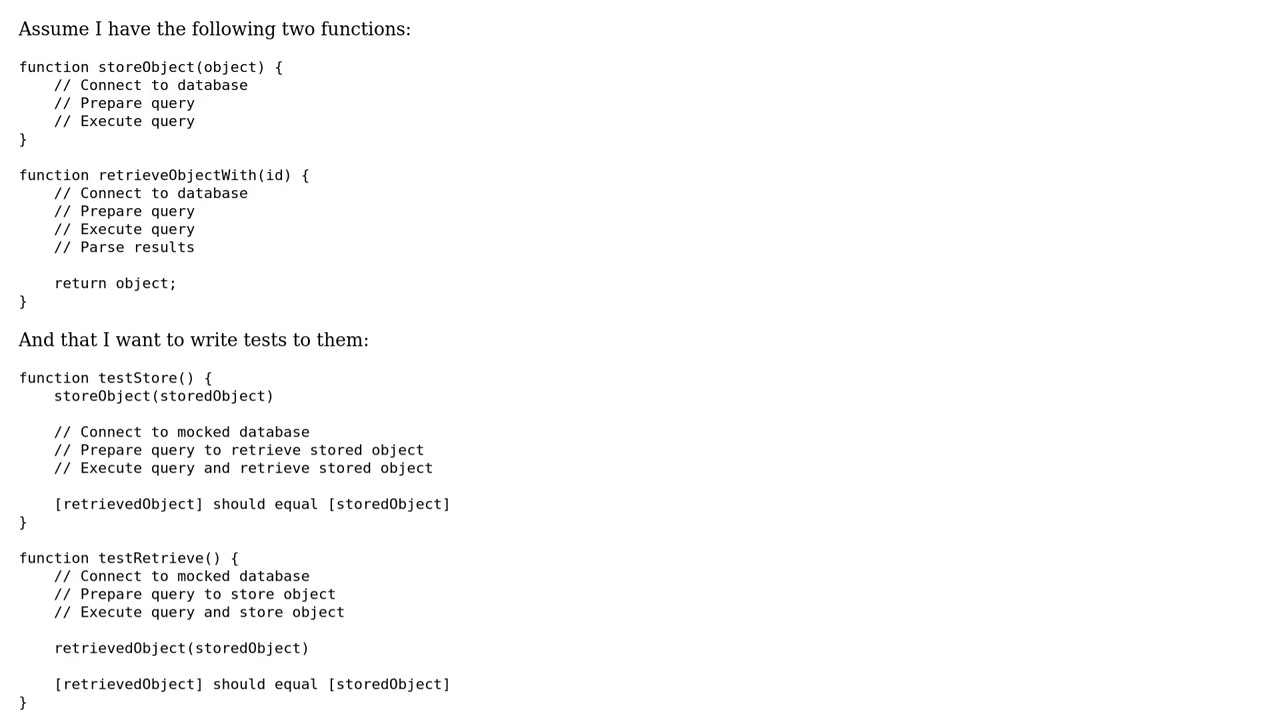 Assume I have the following two functions:
function storeObject(object) {
    // Connect to database
    // Prepare query
    // Execute query
}
function retrieveObjectWith(id) {
    // Connect to database
    // Prepare query
    // Execute query
    // Parse results
    return object;
}
And that I want to write tests to them:
function testStore() {
    storeObject(storedObject)
    // Connect to mocked database
    // Prepare query to retrieve stored object
    // Execute query and retrieve stored object
    [retrievedObject] should equal [storedObject]
}
function testRetrieve() {
    // Connect to mocked database
    // Prepare query to store object
    // Execute query and store object
    retrievedObject(storedObject)
    [retrievedObject] should equal [storedObject]
}